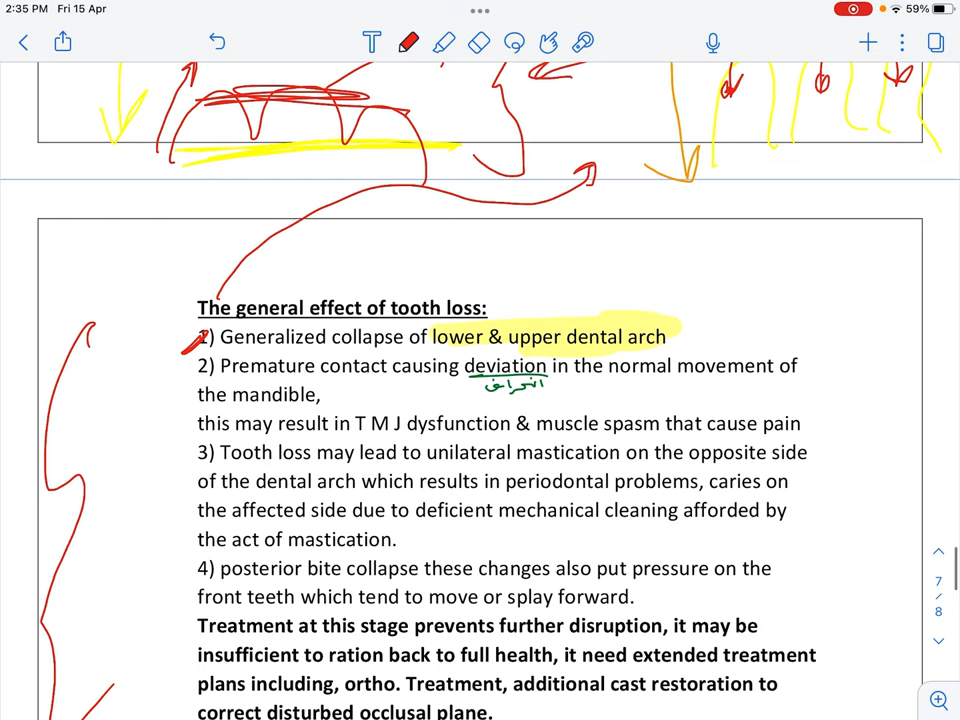 2:35 PM Fri 15 Apr
59%
The general effect of tooth loss:
1) Generalized collapse of lower & upper dental arch
2) Premature contact causing deviation in the normal movement of
انحراف
the mandible,
this may result in T M J dysfunction & muscle spasm that cause pain
3) Tooth loss may lead to unilateral mastication on the opposite side
of the dental arch which results in periodontal problems, caries on
the affected side due to deficient mechanical cleaning afforded by
the act of mastication.
4) posterior bite collapse these changes also put pressure on the
front teeth which tend to move or splay forward.
Treatment at this stage prevents further disruption, it may be
insufficient to ration back to full health, it need extended treatment
plans including, ortho. Treatment, additional cast restoration to
correct disturbed occlusal plane.
7
/
8